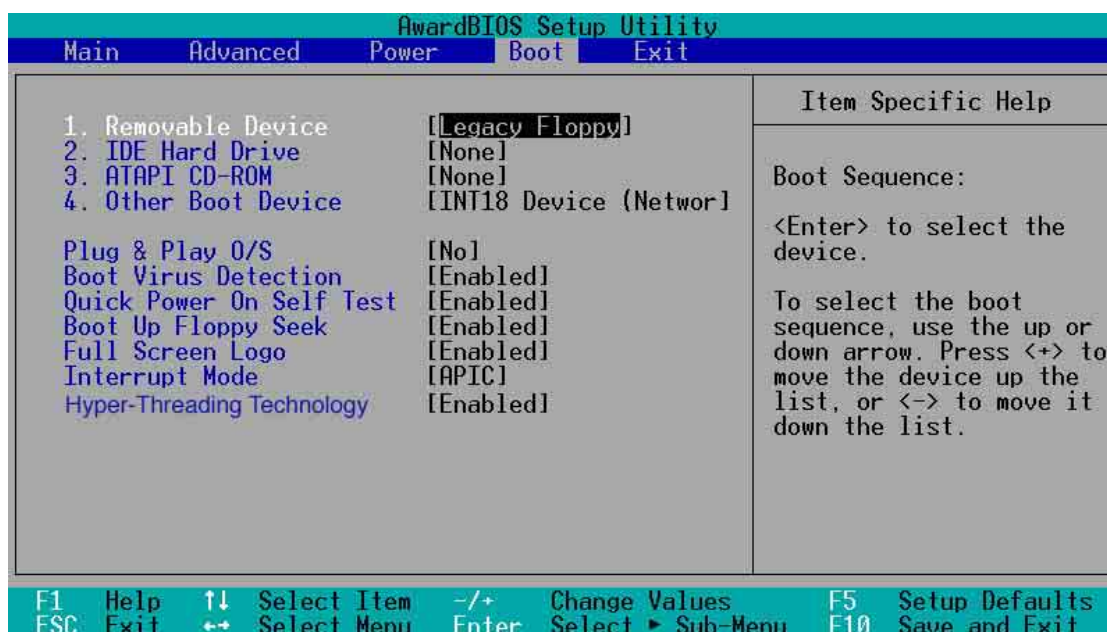 AwardBIOS Setup Utility
Main Advanced Power Boot Exit
1. Removable Device [Legacy Floppy]
2. IDE Hard Drive [None]
3. ATAPI CD-ROM [None]
4. Other Boot Device [INT18 Device (Networ]
Plug & Play O/S [No]
Boot Virus Detection [Enabled]
Quick Power On Self Test [Enabled]
Boot Up Floppy Seek [Enabled]
Full Screen Logo [Enabled]
Interrupt Mode [APIC]
Hyper-Threading Technology [Enabled]
Item Specific Help
Boot Sequence:
<Enter> to select the
device.
To select the boot
sequence, use the up or
down arrow. Press <+> to
move the device up the
list, or <-> to move it
down the list.
F1 Help ↑↓ Select Item -/+ Change Values F5 Setup Defaults
ESC Exit ←→ Select Menu Enter Select ► Sub-Menu F10 Save and Exit